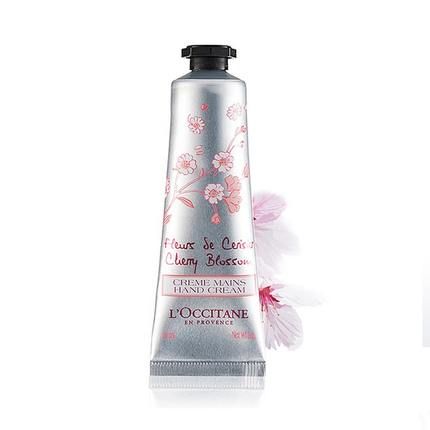 Fleurs de Cerisier
Cherry Blossom
CREME MAINS
HAND CREAM
L'OCCITANE
EN PROVENCE